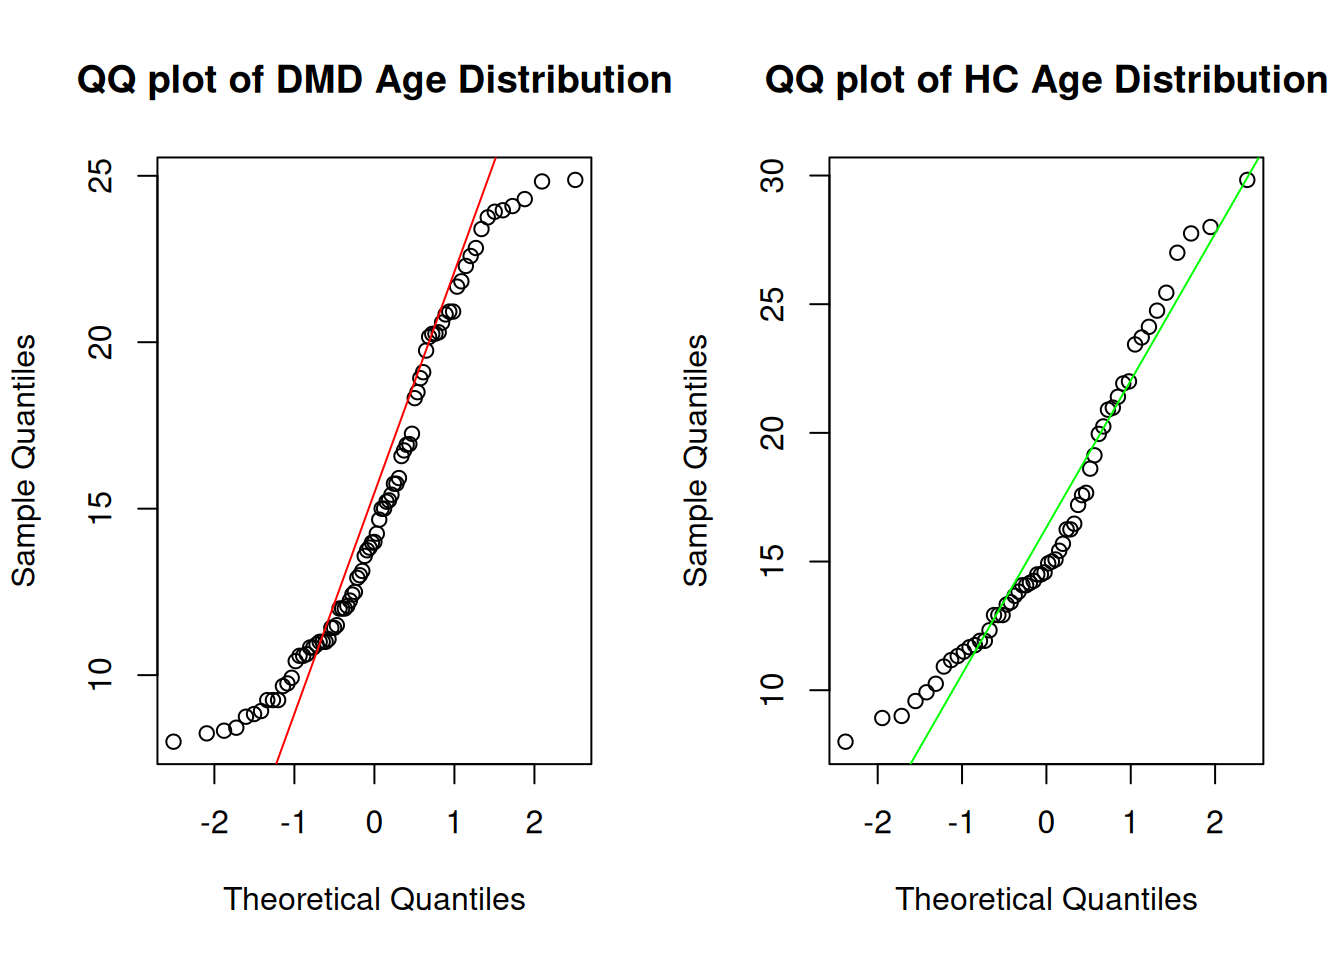 QQ plot of DMD Age Distribution
Sample Quantiles
25
20
15
10
-2 -1 0 1 2
Theoretical Quantiles
QQ plot of HC Age Distribution
Sample Quantiles
30
25
20
15
10
-2 -1 0 1 2
Theoretical Quantiles